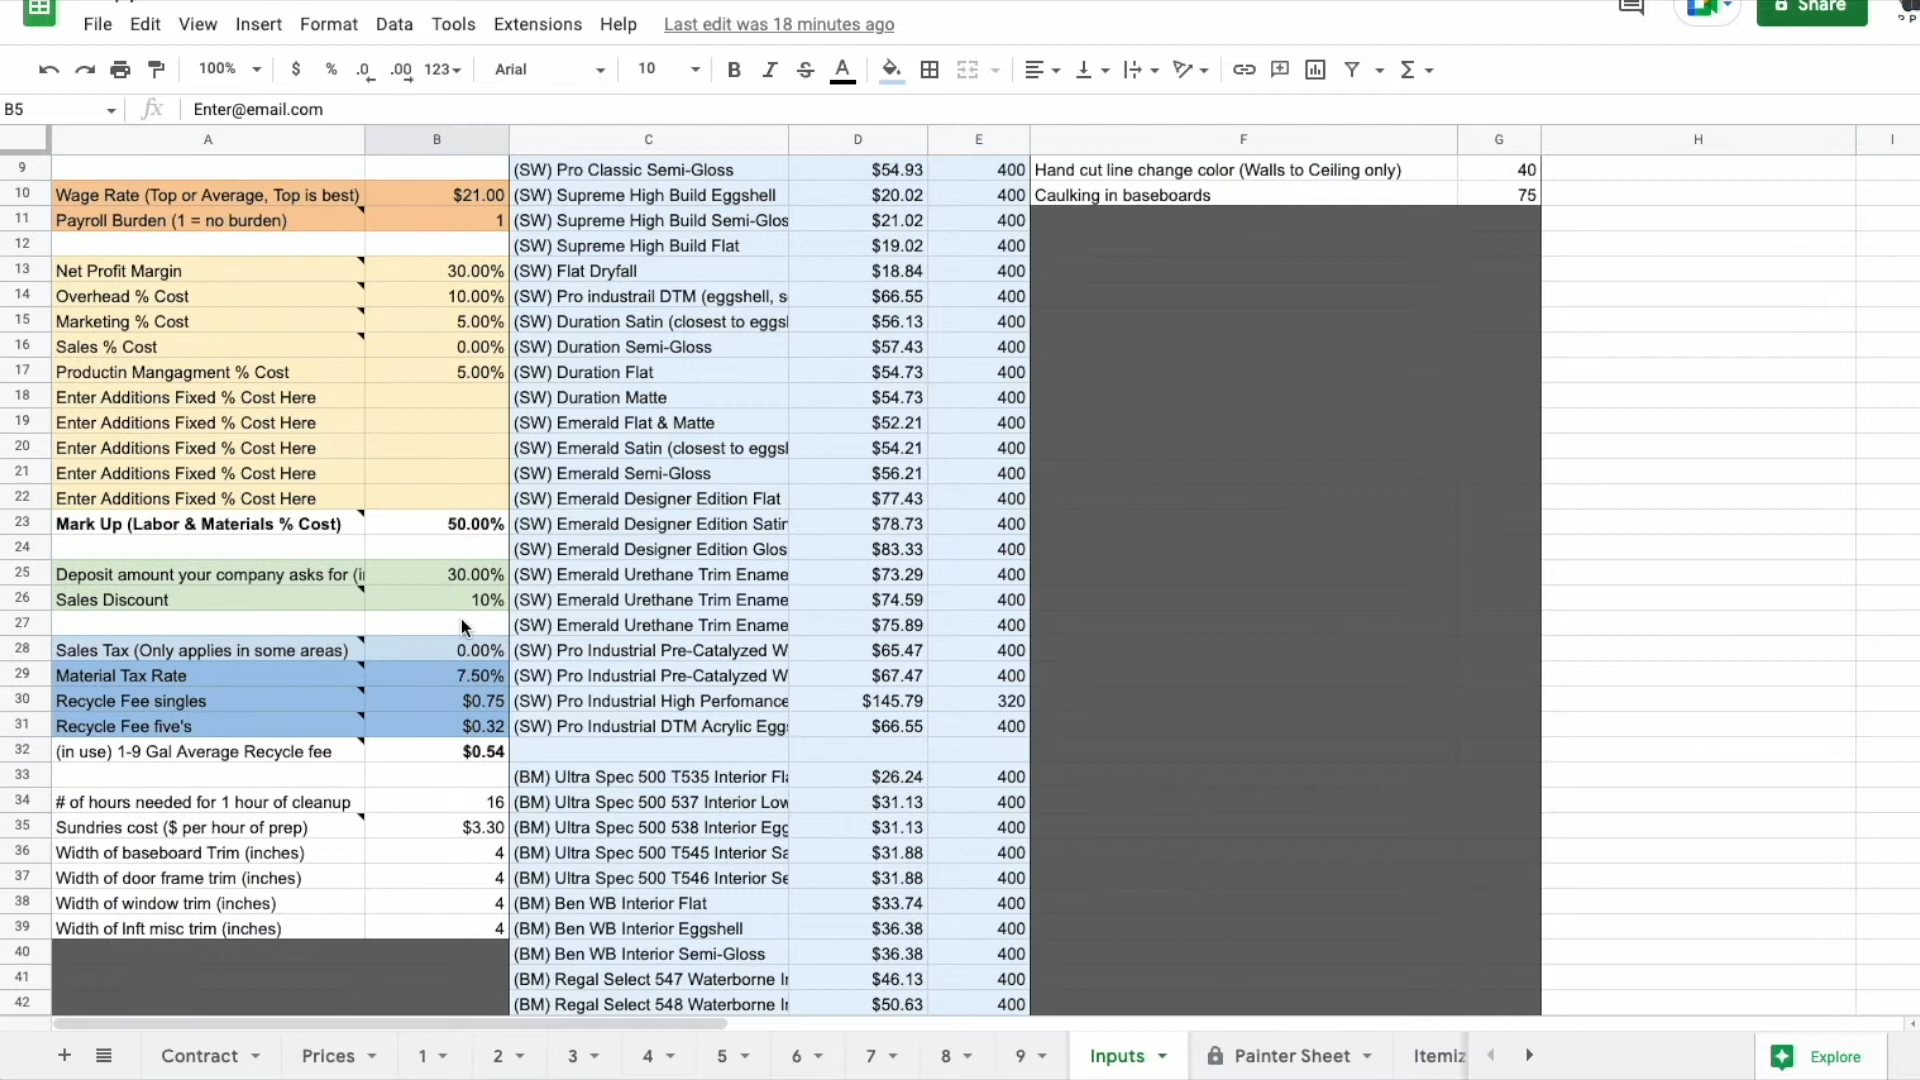 Share
File Edit View Insert Format Data Tools Extensions Help Last edit was 18 minutes ago
100% $ % .0 .00 123 Arial 10 B I S A Σ
B5 fx Enter@email.com
A B C D E F G H I
9 (SW) Pro Classic Semi-Gloss $54.93 400 Hand cut line change color (Walls to Ceiling only) 40
10 Wage Rate (Top or Average, Top is best) $21.00 (SW) Supreme High Build Eggshell $20.02 400 Caulking in baseboards 75
11 Payroll Burden (1 = no burden) 1 (SW) Supreme High Build Semi-Glos $21.02 400
12 (SW) Supreme High Build Flat $19.02 400
13 Net Profit Margin 30.00% (SW) Flat Dryfall $18.84 400
14 Overhead % Cost 10.00% (SW) Pro industrail DTM (eggshell, s $66.55 400
15 Marketing % Cost 5.00% (SW) Duration Satin (closest to eggsl $56.13 400
16 Sales % Cost 0.00% (SW) Duration Semi-Gloss $57.43 400
17 Productin Mangagment % Cost 5.00% (SW) Duration Flat $54.73 400
18 Enter Additions Fixed % Cost Here (SW) Duration Matte $54.73 400
19 Enter Additions Fixed % Cost Here (SW) Emerald Flat & Matte $52.21 400
20 Enter Additions Fixed % Cost Here (SW) Emerald Satin (closest to eggsl $54.21 400
21 Enter Additions Fixed % Cost Here (SW) Emerald Semi-Gloss $56.21 400
22 Enter Additions Fixed % Cost Here (SW) Emerald Designer Edition Flat $77.43 400
23 Mark Up (Labor & Materials % Cost) 50.00% (SW) Emerald Designer Edition Satin $78.73 400
24 (SW) Emerald Designer Edition Glos $83.33 400
25 Deposit amount your company asks for (i 30.00% (SW) Emerald Urethane Trim Ename $73.29 400
26 Sales Discount 10% (SW) Emerald Urethane Trim Ename $74.59 400
27 (SW) Emerald Urethane Trim Ename $75.89 400
28 Sales Tax (Only applies in some areas) 0.00% (SW) Pro Industrial Pre-Catalyzed W $65.47 400
29 Material Tax Rate 7.50% (SW) Pro Industrial Pre-Catalyzed W $67.47 400
30 Recycle Fee singles $0.75 (SW) Pro Industrial High Perfomance $145.79 320
31 Recycle Fee five's $0.32 (SW) Pro Industrial DTM Acrylic Egg $66.55 400
32 (in use) 1-9 Gal Average Recycle fee $0.54
33 (BM) Ultra Spec 500 T535 Interior Fl $26.24 400
34 # of hours needed for 1 hour of cleanup 16 (BM) Ultra Spec 500 537 Interior Low $31.13 400
35 Sundries cost ($ per hour of prep) $3.30 (BM) Ultra Spec 500 538 Interior Egg $31.13 400
36 Width of baseboard Trim (inches) 4 (BM) Ultra Spec 500 T545 Interior Sa $31.88 400
37 Width of door frame trim (inches) 4 (BM) Ultra Spec 500 T546 Interior Se $31.88 400
38 Width of window trim (inches) 4 (BM) Ben WB Interior Flat $33.74 400
39 Width of lnft misc trim (inches) 4 (BM) Ben WB Interior Eggshell $36.38 400
40 (BM) Ben WB Interior Semi-Gloss $36.38 400
41 (BM) Regal Select 547 Waterborne I $46.13 400
42 (BM) Regal Select 548 Waterborne I $50.63 400
+ Contract Prices 1 2 3 4 5 6 7 8 9 Inputs Painter Sheet Itemiz Explore